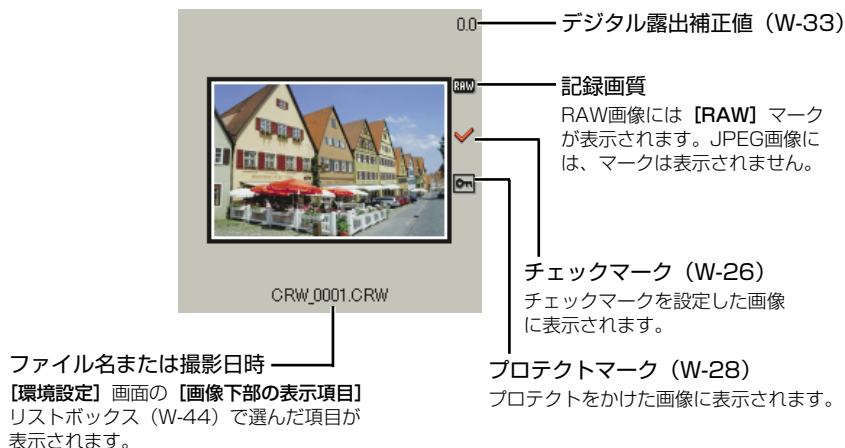 0.0
デジタル露出補正値（W-33）
RAW
記録画質
RAW画像には［RAW］マーク
が表示されます。JPEG画像に
は、マークは表示されません。
チェックマーク（W-26）
チェックマークを設定した画像
に表示されます。
CRW_0001.CRW
ファイル名または撮影日時
［環境設定］画面の［画像下部の表示項目］
リストボックス（W-44）で選んだ項目が
表示されます。
プロテクトマーク（W-28）
プロテクトをかけた画像に表示されます。